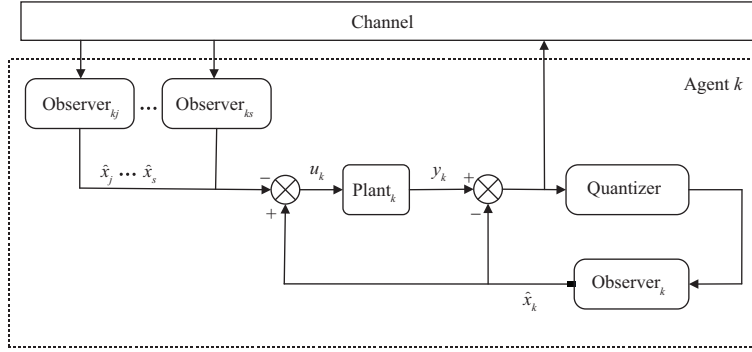 Channel
Agent k
Observer_kj ... Observer_ks
x̂_j ... x̂_s
− u_k Plant_k y_k + Quantizer
+ −
Observer_k
x̂_k